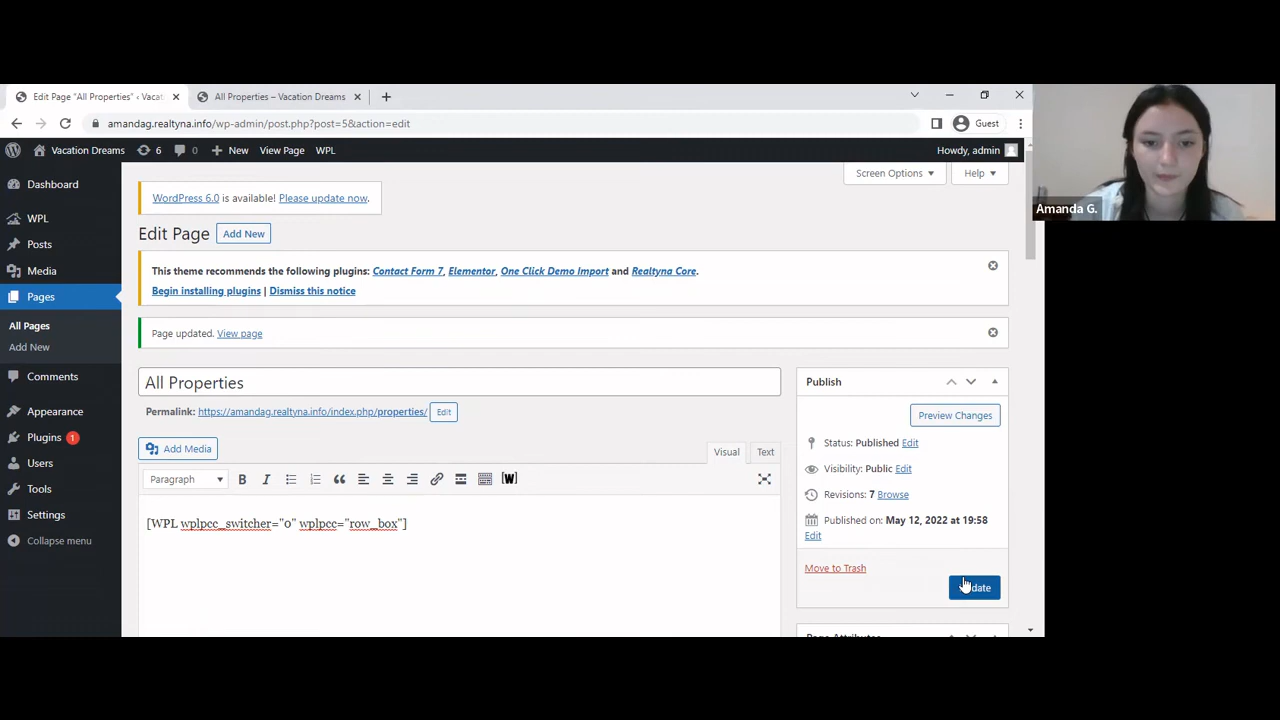 Edit Page "All Properties" ‹ Vacat
All Properties – Vacation Dreams
amandag.realtyna.info/wp-admin/post.php?post=5&action=edit
Guest
Vacation Dreams
6
0
New
View Page
WPL
Howdy, admin
Amanda G.
Dashboard
WPL
Posts
Media
Pages
All Pages
Add New
Comments
Appearance
Plugins 1
Users
Tools
Settings
Collapse menu
Screen Options
Help
WordPress 6.0 is available! Please update now.
Edit Page
Add New
This theme recommends the following plugins: Contact Form 7, Elementor, One Click Demo Import and Realtyna Core.
Begin installing plugins | Dismiss this notice
Page updated. View page
All Properties
Permalink: https://amandag.realtyna.info/index.php/properties/ Edit
Add Media
Visual
Text
Paragraph
B I
[W]
[WPL wplpcc_switcher="0" wplpcc="row_box"]
Publish
Preview Changes
Status: Published Edit
Visibility: Public Edit
Revisions: 7 Browse
Published on: May 12, 2022 at 19:58
Edit
Move to Trash